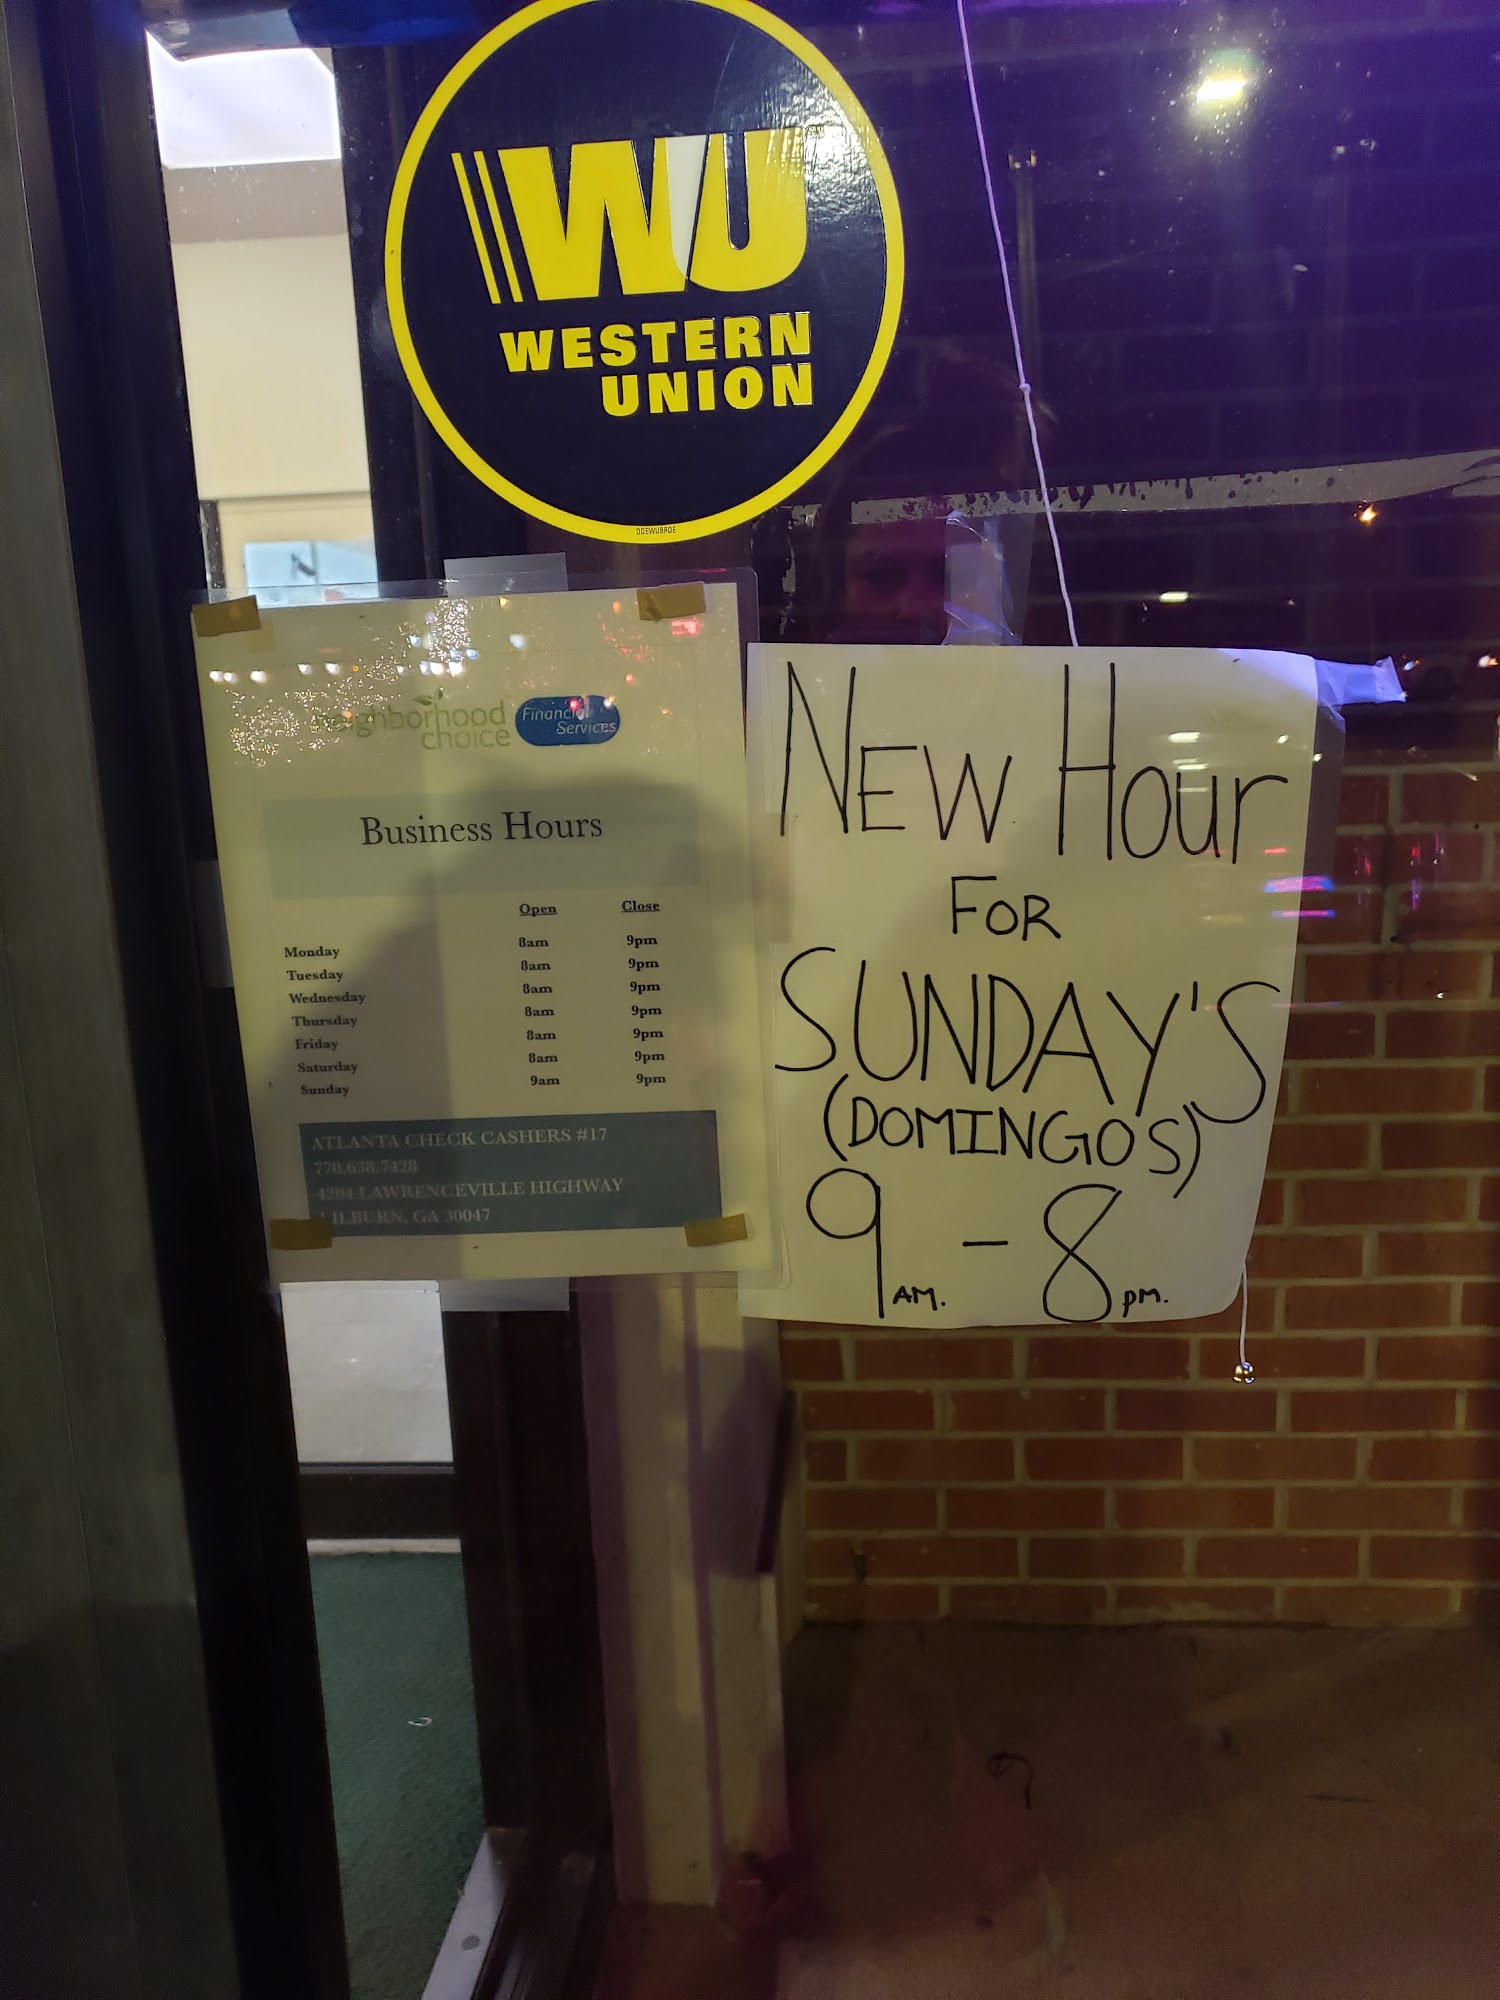 WU
WESTERN
UNION
DOEWUBADE
neighborhood
choice
Financial
Services
Business Hours
Open Close
Monday 8am 9pm
Tuesday 8am 9pm
Wednesday 8am 9pm
Thursday 8am 9pm
Friday 8am 9pm
Saturday 8am 9pm
Sunday 9am 9pm
ATLANTA CHECK CASHERS #17
770.638.7428
4204 LAWRENCEVILLE HIGHWAY
LILBURN, GA 30047
NEW HOUR
FOR
SUNDAY'S
(DOMINGOS)
9 AM. - 8 PM.